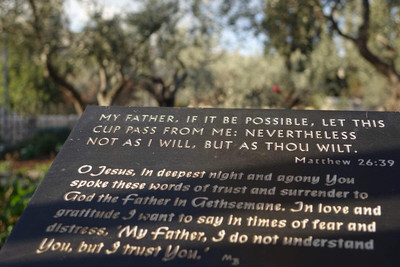 MY FATHER, IF IT BE POSSIBLE, LET THIS
CUP PASS FROM ME: NEVERTHELESS
NOT AS I WILL, BUT AS THOU WILT.
Matthew 26:39
O Jesus, in deepest night and agony You
spoke these words of trust and surrender to
God the Father in Gethsemane. In love and
gratitude I want to say in times of fear and
distress, 'My Father, I do not understand
You, but I trust You.'